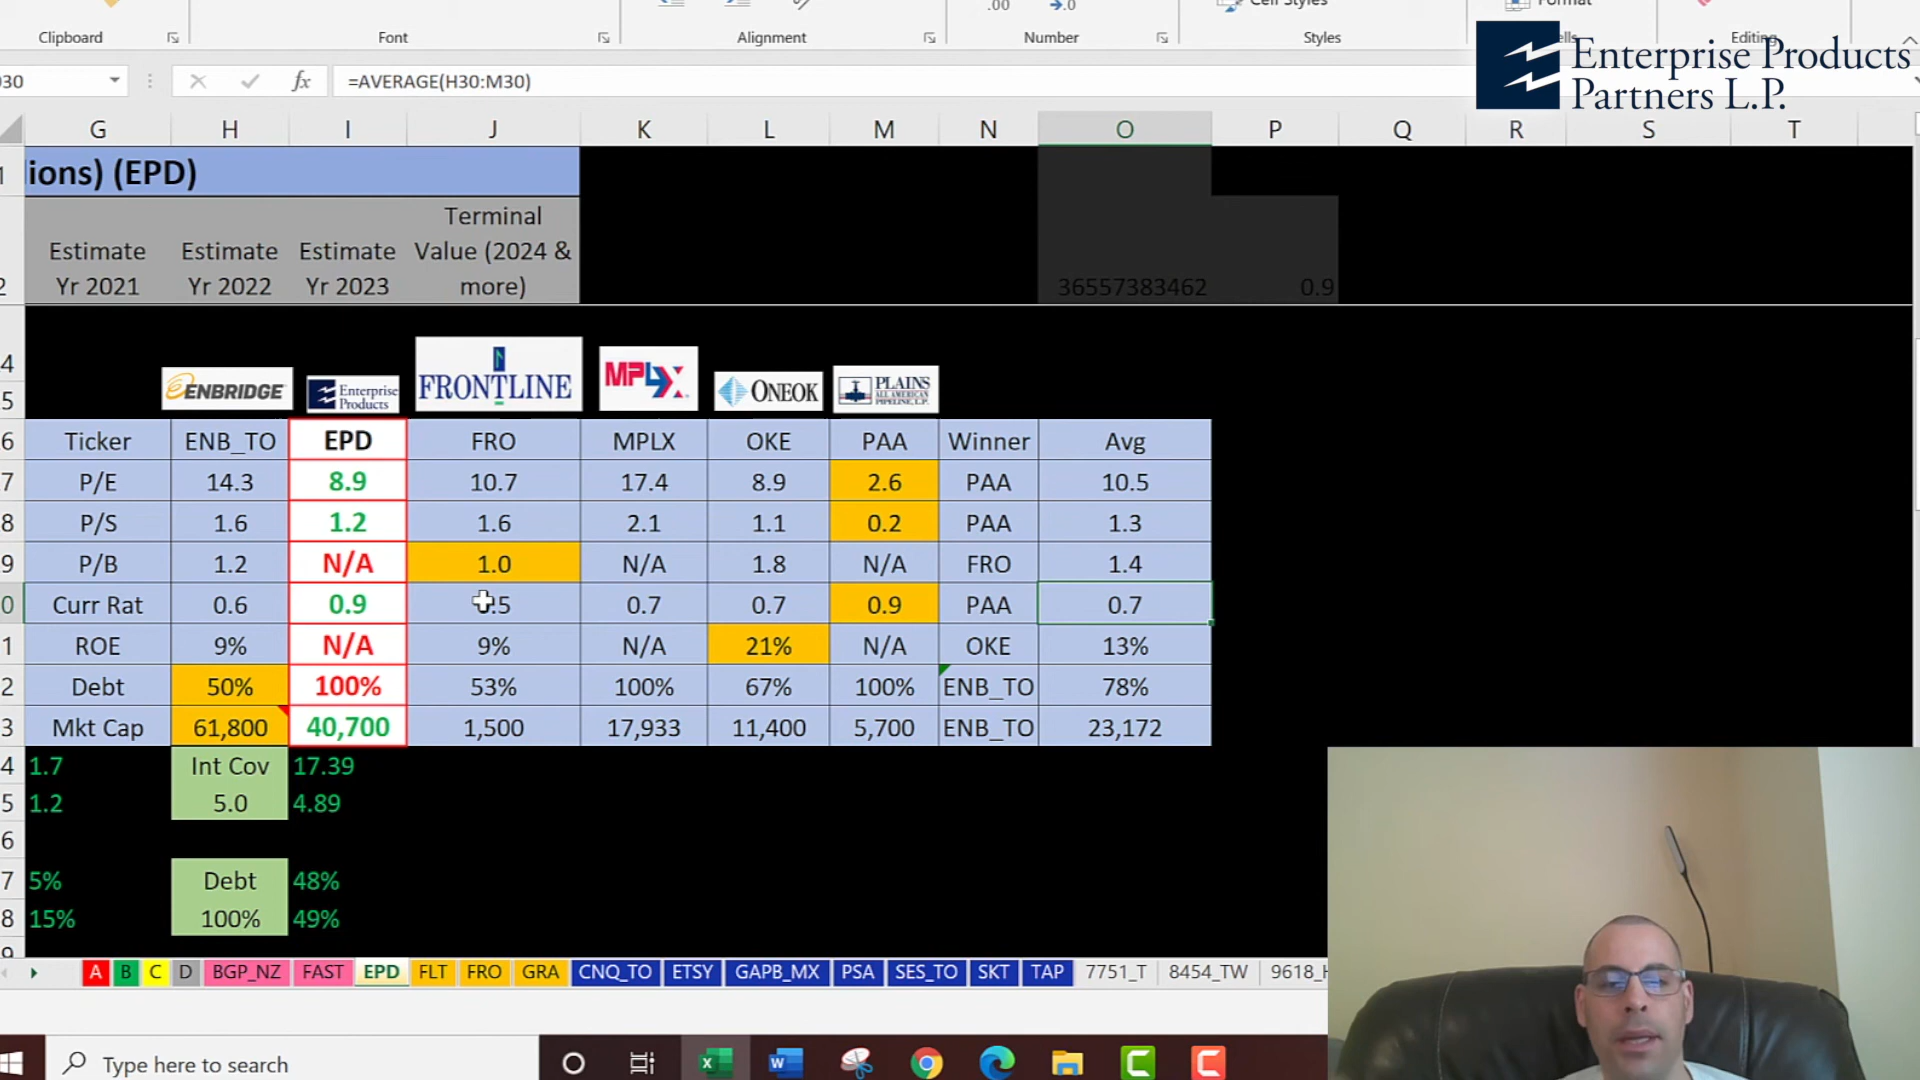 Clipboard Font Alignment Number Styles Editing
.00 .0
=AVERAGE(H30:M30)
Enterprise Products
Partners L.P.
G H I J K L M N O P Q R S T
(EPD)
Estimate Yr 2021
Estimate Yr 2022
Estimate Yr 2023
Terminal Value (2024 & more)
36557383462 0.9
ENBRIDGE
Enterprise Products
FRONTLINE
MPLX
ONEOK
PLAINS
ALL AMERICAN
PIPELINE, L.P.
Ticker ENB_TO EPD FRO MPLX OKE PAA Winner Avg
P/E 14.3 8.9 10.7 17.4 8.9 2.6 PAA 10.5
P/S 1.6 1.2 1.6 2.1 1.1 0.2 PAA 1.3
P/B 1.2 N/A 1.0 N/A 1.8 N/A FRO 1.4
Curr Rat 0.6 0.9 .5 0.7 0.7 0.9 PAA 0.7
ROE 9% N/A 9% N/A 21% N/A OKE 13%
Debt 50% 100% 53% 100% 67% 100% ENB_TO 78%
Mkt Cap 61,800 40,700 1,500 17,933 11,400 5,700 ENB_TO 23,172
1.7 Int Cov 17.39
1.2 5.0 4.89
5% Debt 48%
15% 100% 49%
A B C D BGP_NZ FAST EPD FLT FRO GRA CNQ_TO ETSY GAPB_MX PSA SES_TO SKT TAP 7751_T 8454_TW 9618_
Type here to search